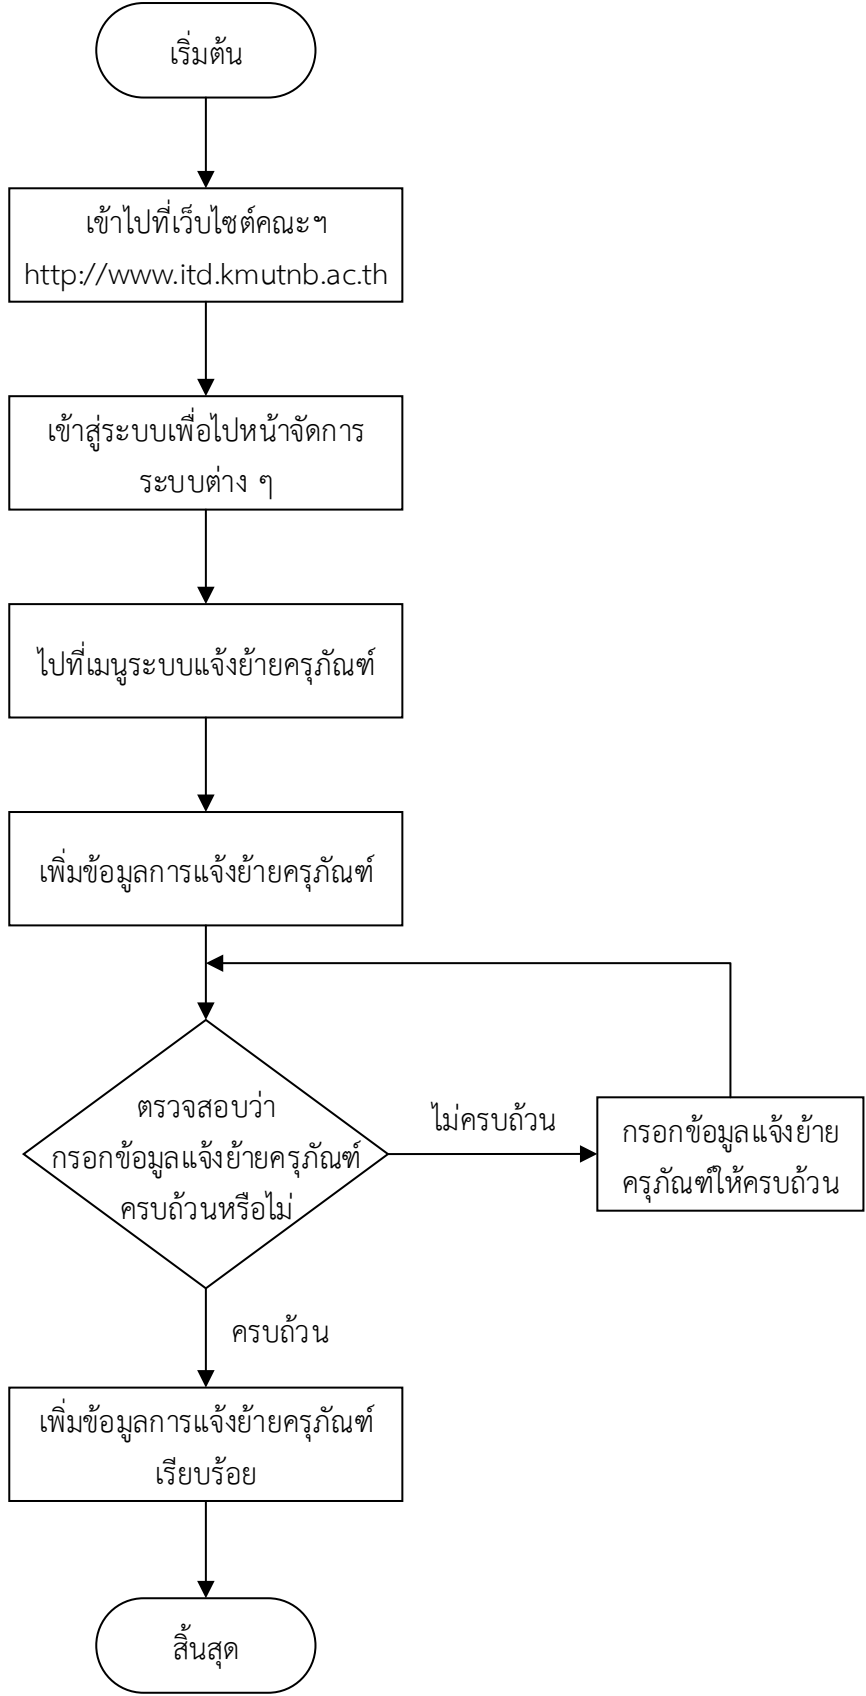 เริ่มต้น
เข้าไปที่เว็บไซต์คณะฯ
http://www.itd.kmutnb.ac.th
เข้าสู่ระบบเพื่อไปหน้าจัดการ
ระบบต่าง ๆ
ไปที่เมนูระบบแจ้งย้ายครุภัณฑ์
เพิ่มข้อมูลการแจ้งย้ายครุภัณฑ์
ตรวจสอบว่า
กรอกข้อมูลแจ้งย้ายครุภัณฑ์
ครบถ้วนหรือไม่
ไม่ครบถ้วน
กรอกข้อมูลแจ้งย้าย
ครุภัณฑ์ให้ครบถ้วน
ครบถ้วน
เพิ่มข้อมูลการแจ้งย้ายครุภัณฑ์
เรียบร้อย
สิ้นสุด